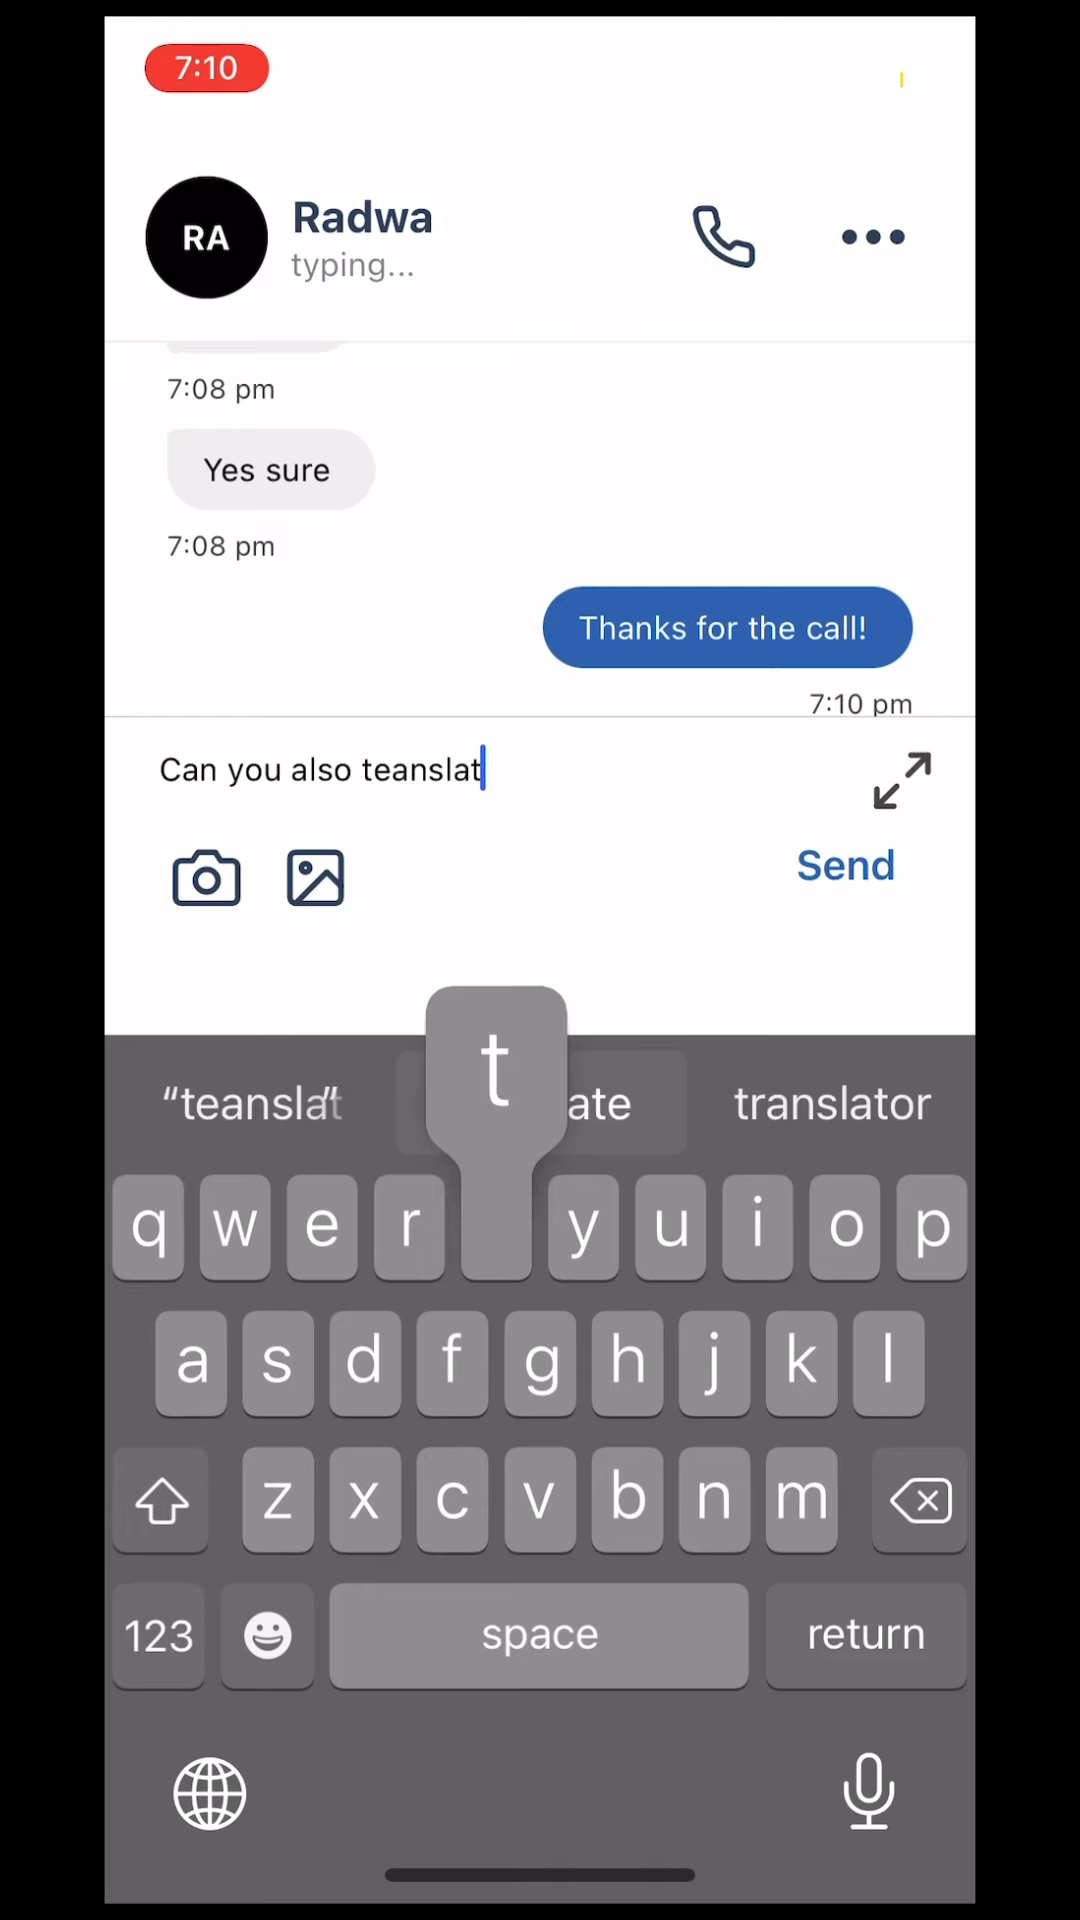 7:10
RA
Radwa
typing...
7:08 pm
Yes sure
7:08 pm
Thanks for the call!
7:10 pm
Can you also teanslat
Send
t
“teanslat” ate translator
q w e r y u i o p
a s d f g h j k l
z x c v b n m
123 space return